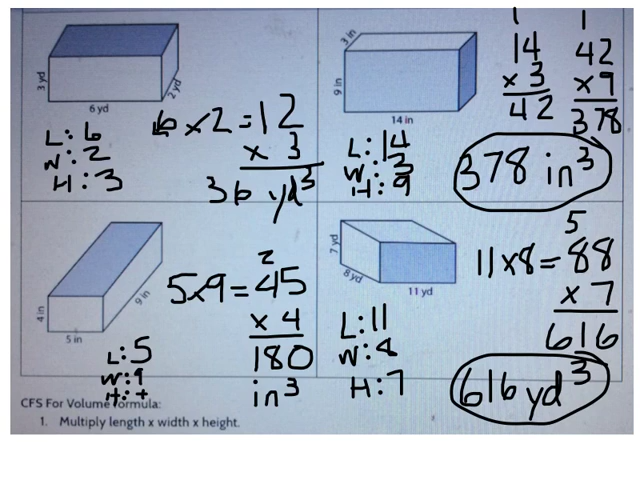 3 yd
2 yd
6 yd
L: 6
W: 2
H: 3
6 x 2 = 12
x 3
36 yd³
3 in
9 in
14 in
L: 14
W: 3
H: 9
1
14
x 3
42
1
42
x 9
378
378 in³
4 in
9 in
5 in
L: 5
W: 9
H: 4
5x9 = 45
2
x 4
180
in³
7 yd
8 yd
11 yd
L: 11
W: 8
H: 7
11 x 8 = 88
5
x 7
616
616 yd³
CFS For Volume formula:
1. Multiply length x width x height.